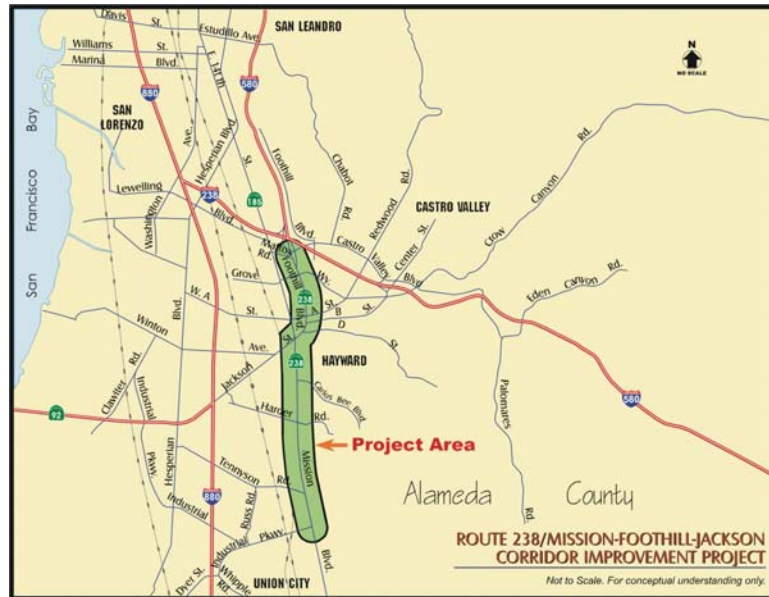 Davis St.
SAN LEANDRO
Estudillo Ave.
Williams St.
Marina Blvd.
E. 14th St.
580
880
N
NO SCALE
SAN LORENZO
San Francisco Bay
Ave.
Hesperian Blvd.
Foothill Blvd.
Chabot Rd.
Redwood Rd.
Crow Canyon Rd.
Lewelling Blvd.
238
185
CASTRO VALLEY
Washington
Mattox Rd.
Castro Valley Blvd
Center St.
Grove Wy.
Foothill Blvd.
238
Eden Canyon Rd.
W. A St.
A St.
B St.
D St.
Winton Ave.
HAYWARD
238
Jackson St.
Clawiter Rd.
Industrial Pkwy.
Hesperian Blvd.
Carlos Bee Blvd.
Harder Rd.
92
580
Palomares Rd.
Project Area
Mission Blvd.
Tennyson Rd.
880
Industrial Pkwy.
Russ Rd.
Industrial
Alameda County
Dyer St.
Whipple Rd.
UNION CITY
ROUTE 238/MISSION-FOOTHILL-JACKSON
CORRIDOR IMPROVEMENT PROJECT
Not to Scale. For conceptual understanding only.